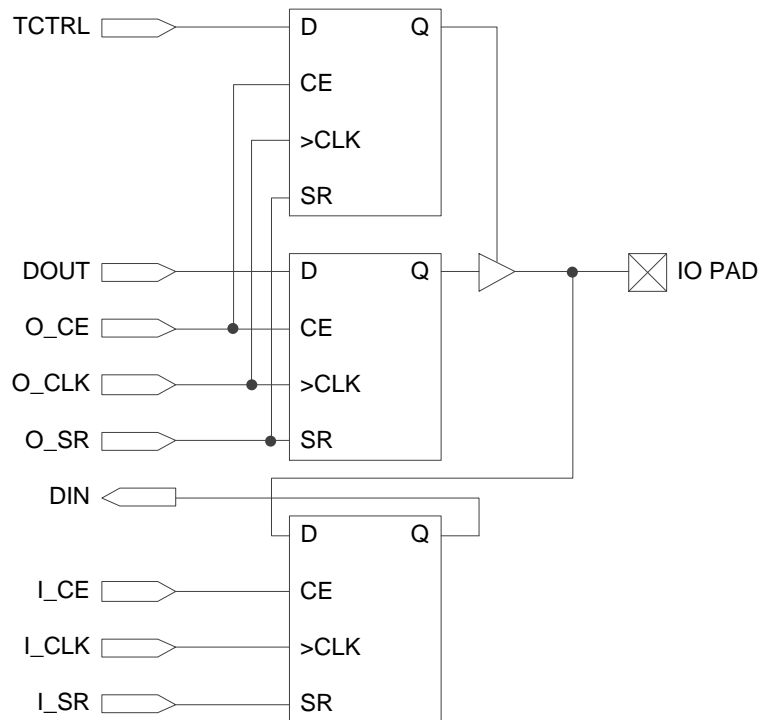 TCTRL D Q
CE
>CLK
SR
DOUT D Q IO PAD
O_CE CE
O_CLK >CLK
O_SR SR
DIN
D Q
I_CE CE
I_CLK >CLK
I_SR SR